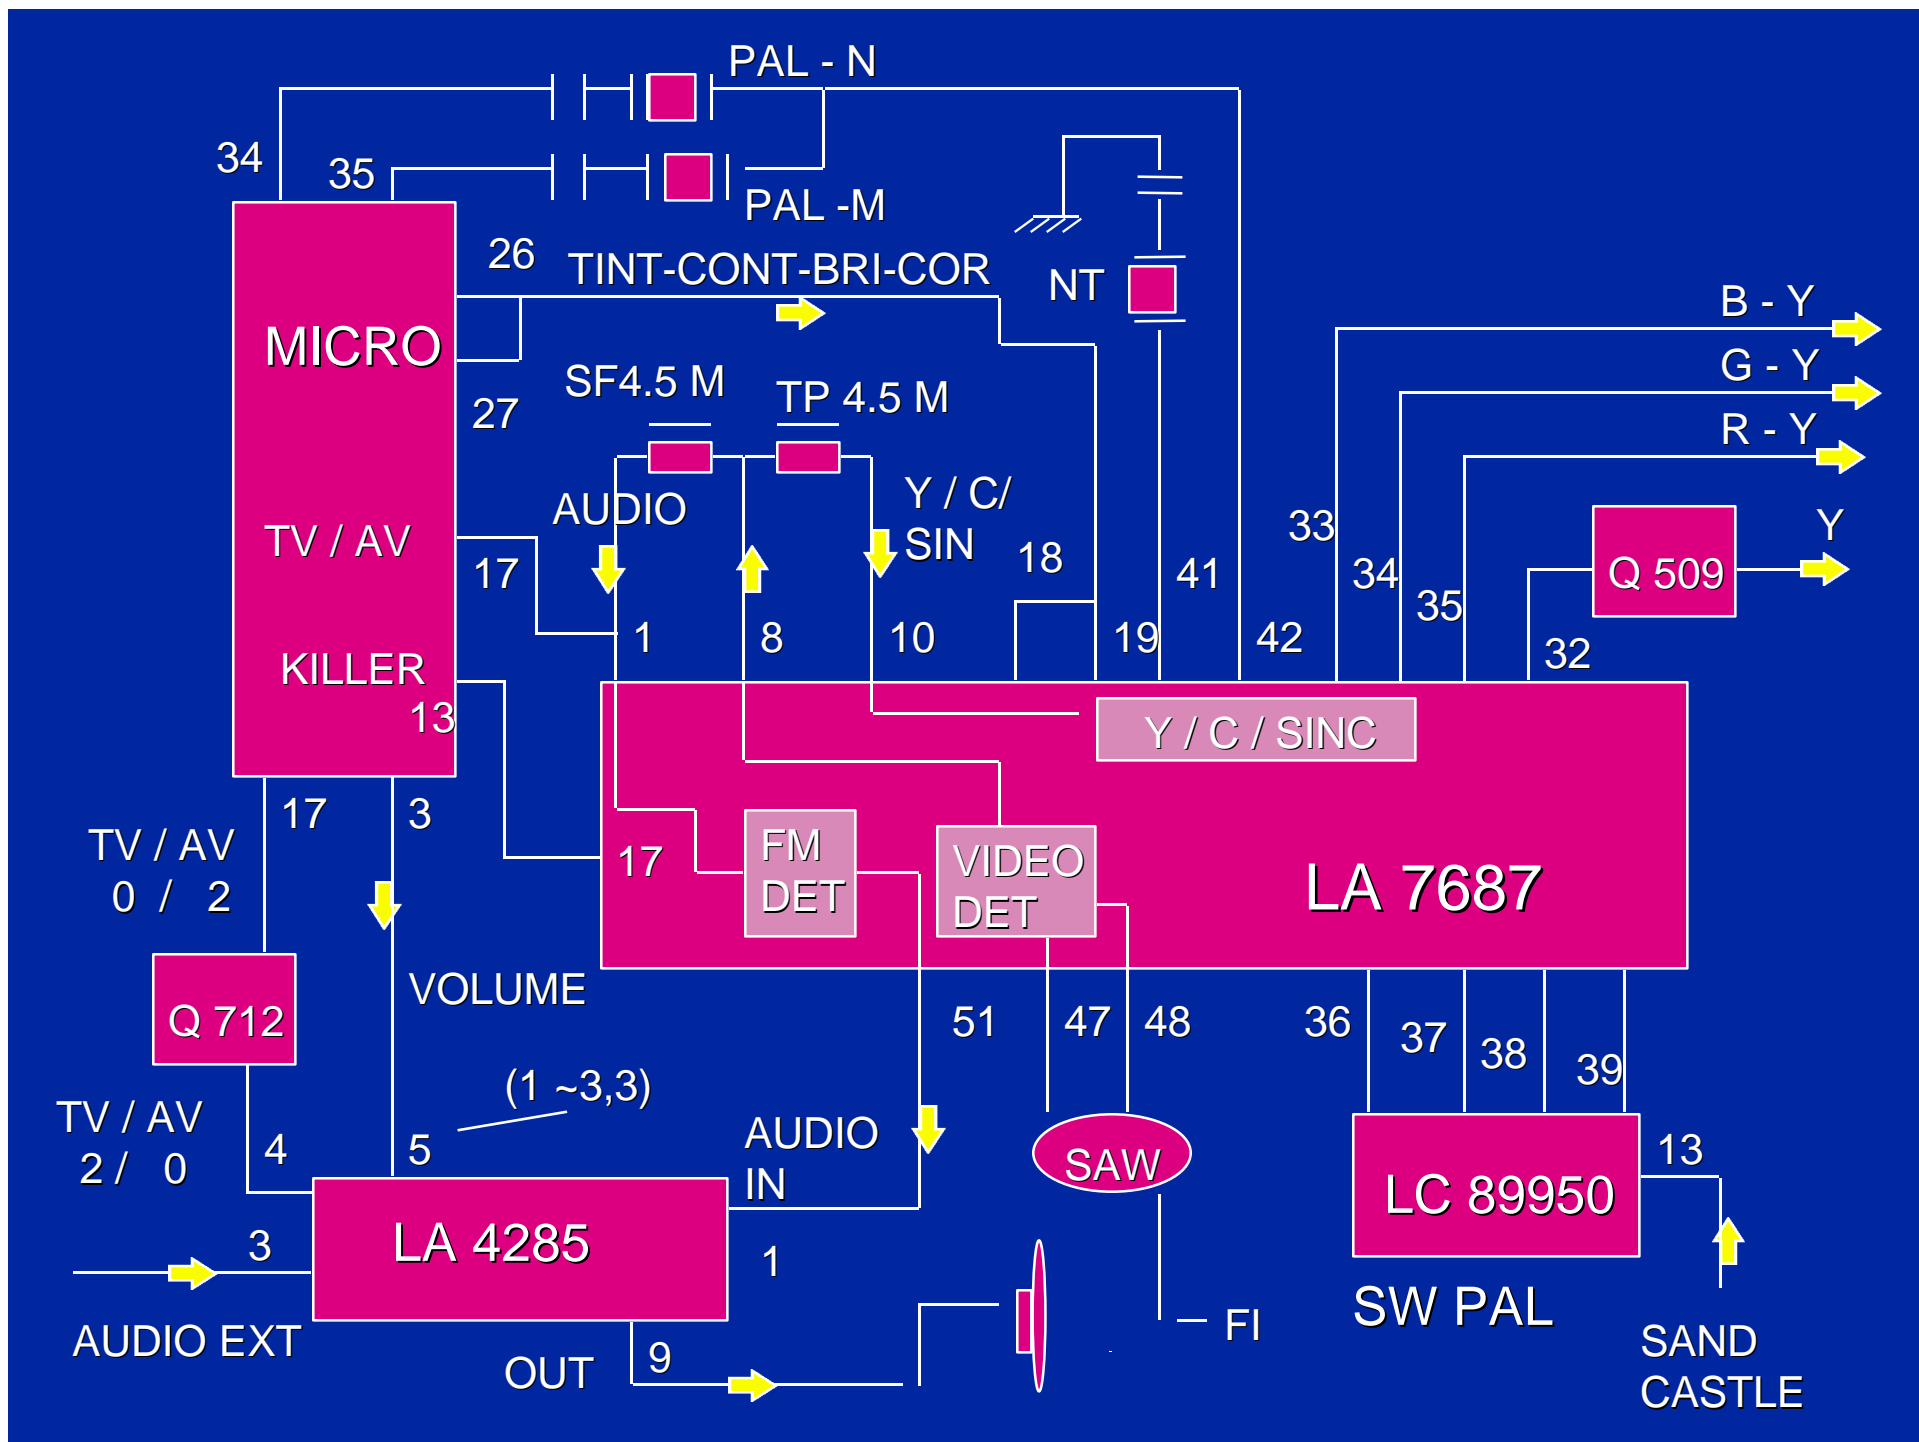 PAL - N
34
35
PAL -M
26
TINT-CONT-BRI-COR
NT
B - Y
MICRO
G - Y
SF4.5 M
TP 4.5 M
27
R - Y
Y / C/
SIN
AUDIO
33
Y
TV / AV
17
18
41
34
Q 509
35
1
8
10
19
42
32
KILLER
13
Y / C / SINC
17
3
TV / AV
0 / 2
17
FM
DET
VIDEO
DET
LA 7687
VOLUME
Q 712
51
47
48
36
37
38
39
(1 ~3,3)
TV / AV
2 / 0
4
5
AUDIO
IN
SAW
13
LC 89950
3
LA 4285
1
SW PAL
AUDIO EXT
FI
OUT
9
SAND
CASTLE